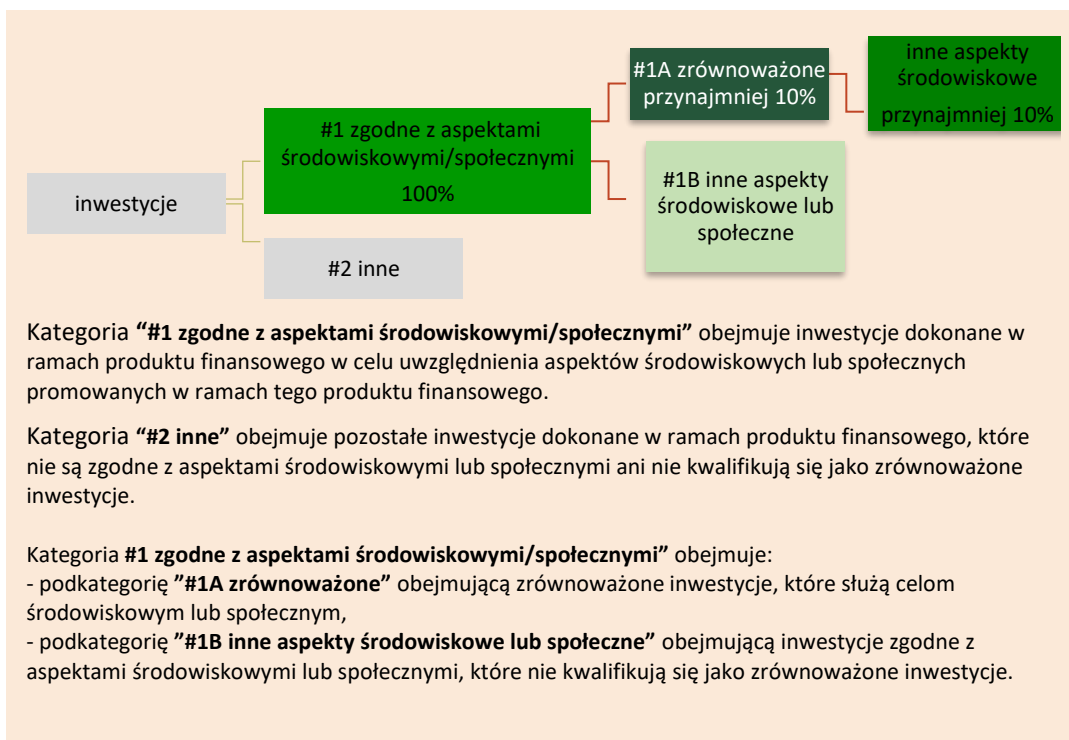 inwestycje
#1 zgodne z aspektami
środowiskowymi/społecznymi
100%
#2 inne
#1A zrównoważone
przynajmniej 10%
#1B inne aspekty
środowiskowe lub
społeczne
inne aspekty
środowiskowe
przynajmniej 10%
Kategoria “#1 zgodne z aspektami środowiskowymi/społecznymi” obejmuje inwestycje dokonane w
ramach produktu finansowego w celu uwzględnienia aspektów środowiskowych lub społecznych
promowanych w ramach tego produktu finansowego.
Kategoria “#2 inne” obejmuje pozostałe inwestycje dokonane w ramach produktu finansowego, które
nie są zgodne z aspektami środowiskowymi lub społecznymi ani nie kwalifikują się jako zrównoważone
inwestycje.
Kategoria #1 zgodne z aspektami środowiskowymi/społecznymi” obejmuje:
- podkategorię ”#1A zrównoważone” obejmującą zrównoważone inwestycje, które służą celom
środowiskowym lub społecznym,
- podkategorię ”#1B inne aspekty środowiskowe lub społeczne” obejmującą inwestycje zgodne z
aspektami środowiskowymi lub społecznymi, które nie kwalifikują się jako zrównoważone inwestycje.